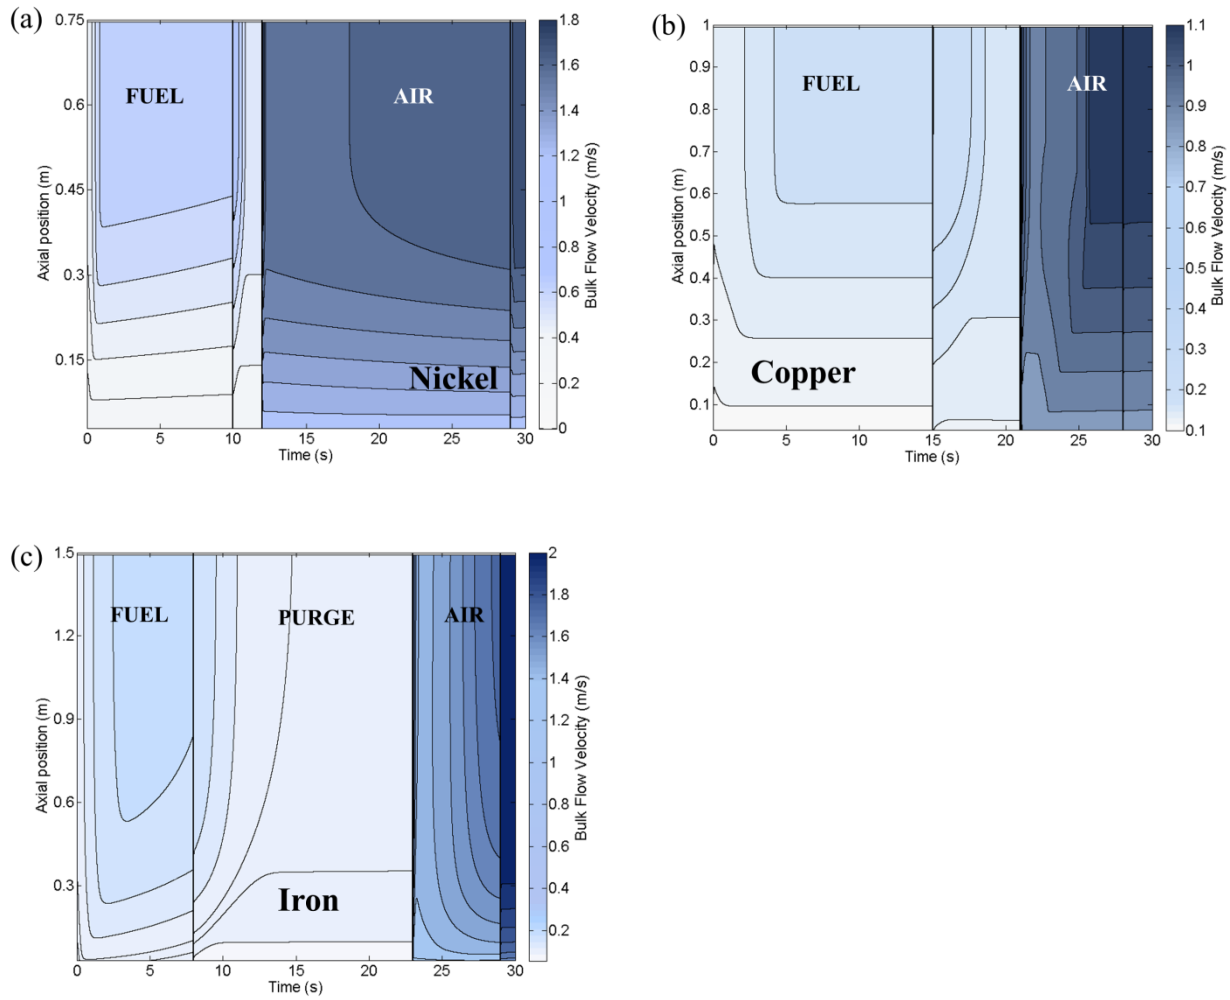 (a)
0.75
0.6
0.45
0.3
0.15
Axial position (m)
FUEL
AIR
Nickel
0 5 10 15 20 25 30
Time (s)
1.8
1.6
1.4
1.2
1
0.8
0.6
0.4
0.2
0
Bulk Flow Velocity (m/s)
(b)
1
0.9
0.8
0.7
0.6
0.5
0.4
0.3
0.2
0.1
Axial position (m)
FUEL
AIR
Copper
0 5 10 15 20 25 30
Time (s)
1.1
1
0.9
0.8
0.7
0.6
0.5
0.4
0.3
0.2
0.1
Bulk Flow Velocity (m/s)
(c)
1.5
1.2
0.9
0.6
0.3
Axial position (m)
FUEL
PURGE
AIR
Iron
0 5 10 15 20 25 30
Time (s)
2
1.8
1.6
1.4
1.2
1
0.8
0.6
0.4
0.2
Bulk Flow Velocity (m/s)